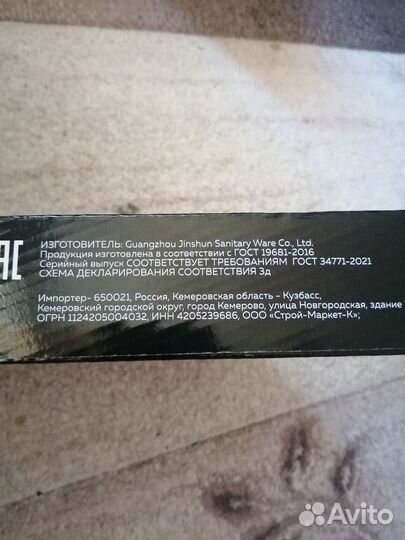 ИЗГОТОВИТЕЛЬ: Guangzhou Jinshun Sanitary Ware Co., Ltd.
Продукция изготовлена в соответствии с ГОСТ 19681-2016
Серийный выпуск СООТВЕТСТВУЕТ ТРЕБОВАНИЯМ ГОСТ 34771-2021
СХЕМА ДЕКЛАРИРОВАНИЯ СООТВЕТСТВИЯ 3д
Импортер- 650021, Россия, Кемеровская область - Кузбасс,
Кемеровский городской округ, город Кемерово, улица Новгородская, здание
ОГРН 1124205004032, ИНН 4205239686, ООО «Строй-Маркет-К»;
Avito